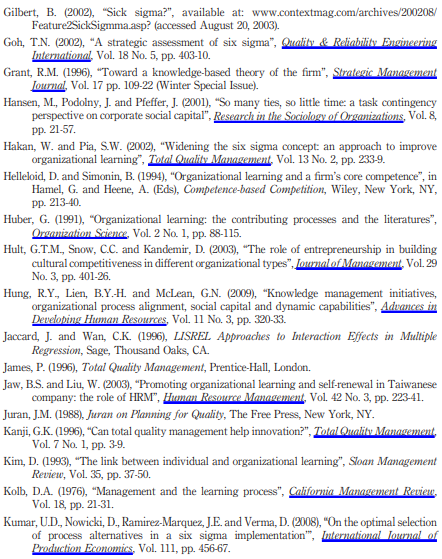 Gilbert, B. (2002), “Sick sigma?”, available at: www.contextmag.com/archives/200208/
Feature2SickSigmma.asp? (accessed August 20, 2003).
Goh, T.N. (2002), “A strategic assessment of six sigma”, Quality & Reliability Engineering
International, Vol. 18 No. 5, pp. 403-10.
Grant, R.M. (1996), “Toward a knowledge-based theory of the firm”, Strategic Management
Journal, Vol. 17 pp. 109-22 (Winter Special Issue).
Hansen, M., Podolny, J. and Pfeffer, J. (2001), “So many ties, so little time: a task contingency
perspective on corporate social capital”, Research in the Sociology of Organizations, Vol. 8,
pp. 21-57.
Hakan, W. and Pia, S.W. (2002), “Widening the six sigma concept: an approach to improve
organizational learning”, Total Quality Management, Vol. 13 No. 2, pp. 233-9.
Helleloid, D. and Simonin, B. (1994), “Organizational learning and a firm's core competence”, in
Hamel, G. and Heene, A. (Eds), Competence-based Competition, Wiley, New York, NY,
pp. 213-40.
Huber, G. (1991), “Organizational learning: the contributing processes and the literatures”,
Organization Science, Vol. 2 No. 1, pp. 88-115.
Hult, G.T.M., Snow, C.C. and Kandemir, D. (2003), “The role of entrepreneurship in building
cultural competitiveness in different organizational types”, Journal of Management, Vol. 29
No. 3, pp. 401-26.
Hung, R.Y., Lien, B.Y.-H. and McLean, G.N. (2009), “Knowledge management initiatives,
organizational process alignment, social capital and dynamic capabilities”, Advances in
Developing Human Resources, Vol. 11 No. 3, pp. 320-33.
Jaccard, J. and Wan, C.K. (1996), LISREL Approaches to Interaction Effects in Multiple
Regression, Sage, Thousand Oaks, CA.
James, P. (1996), Total Quality Management, Prentice-Hall, London.
Jaw, B.S. and Liu, W. (2003), “Promoting organizational learning and self-renewal in Taiwanese
company: the role of HRM”, Human Resource Management, Vol. 42 No. 3, pp. 223-41.
Juran, J.M. (1988), Juran on Planning for Quality, The Free Press, New York, NY.
Kanji, G.K. (1996), “Can total quality management help innovation?”, Total Quality Management,
Vol. 7 No. 1, pp. 3-9.
Kim, D. (1993), “The link between individual and organizational learning”, Sloan Management
Review, Vol. 35, pp. 37-50.
Kolb, D.A. (1976), “Management and the learning process”, California Management Review,
Vol. 18, pp. 21-31.
Kumar, U.D., Nowicki, D., Ramirez-Marquez, J.E. and Verma, D. (2008), “On the optimal selection
of process alternatives in a six sigma implementation'”, International Journal of
Production Economics, Vol. 111, pp. 456-67.